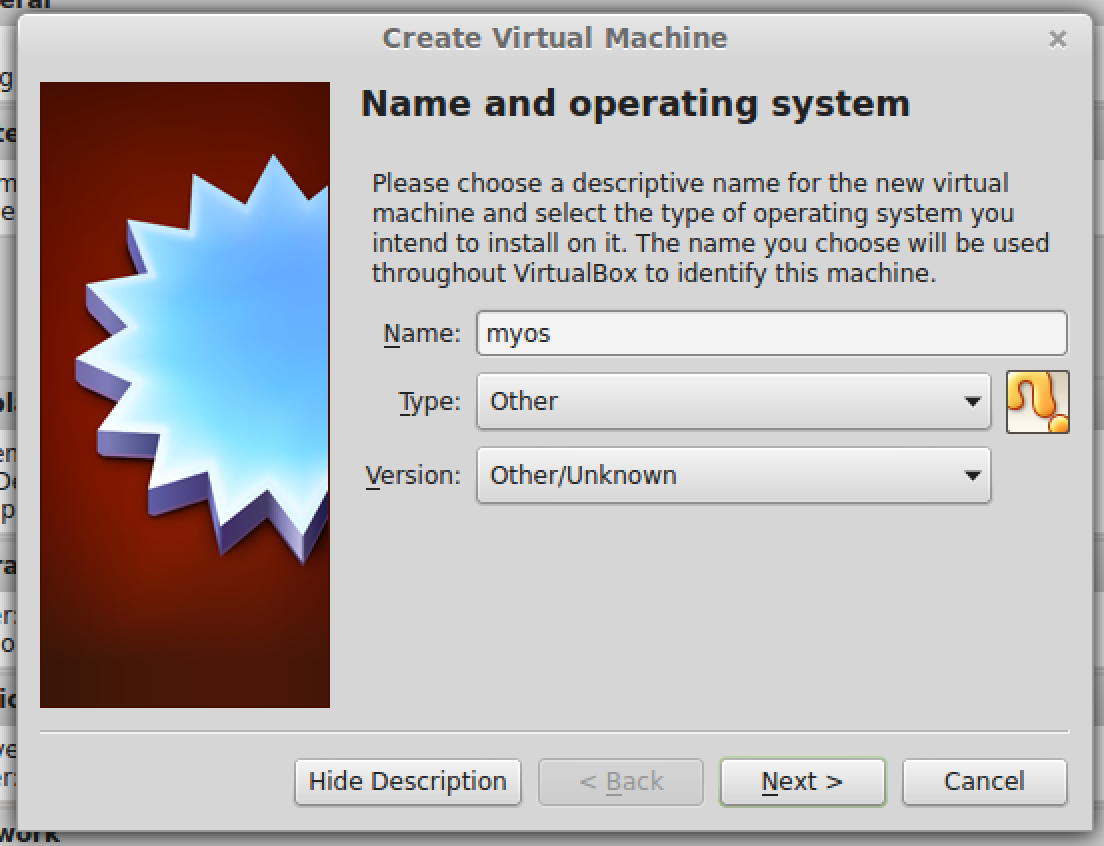 Create Virtual Machine
Name and operating system
Please choose a descriptive name for the new virtual
machine and select the type of operating system you
intend to install on it. The name you choose will be used
throughout VirtualBox to identify this machine.
Name: myos
Type: Other
Version: Other/Unknown
Hide Description < Back Next > Cancel